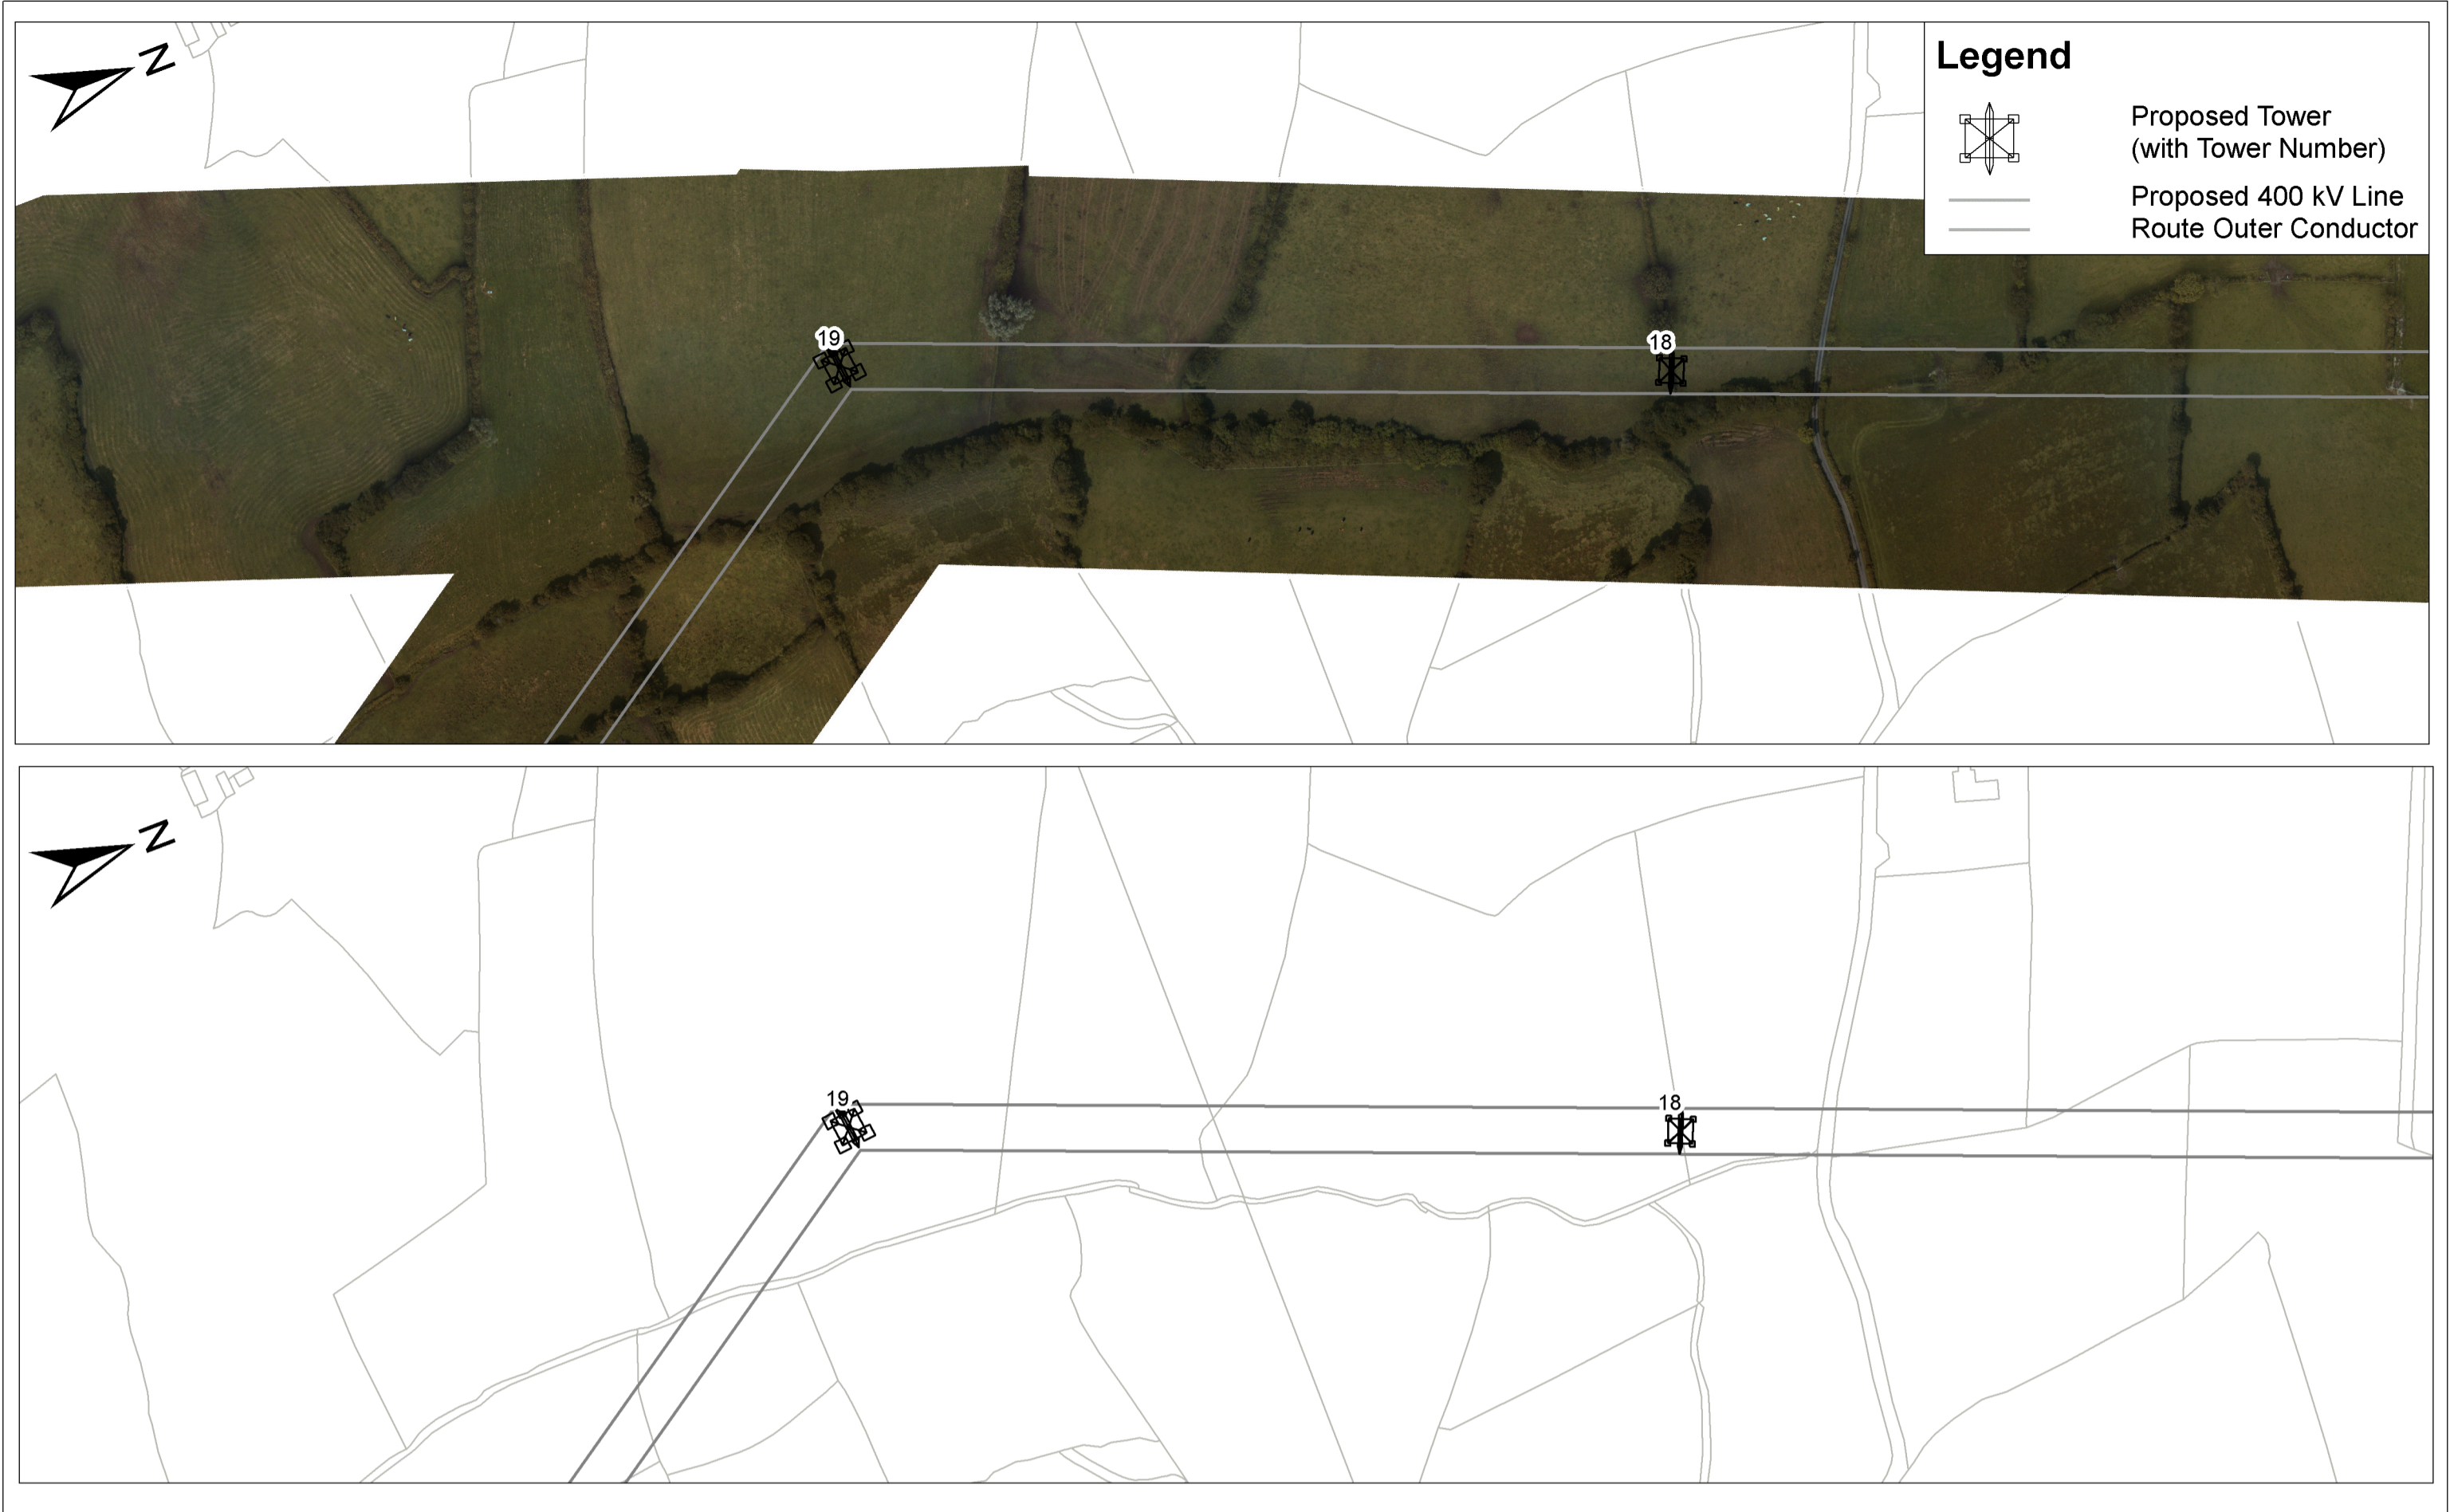 N
Legend
Proposed Tower
(with Tower Number)
Proposed 400 kV Line
Route Outer Conductor
19
18
N
19
18